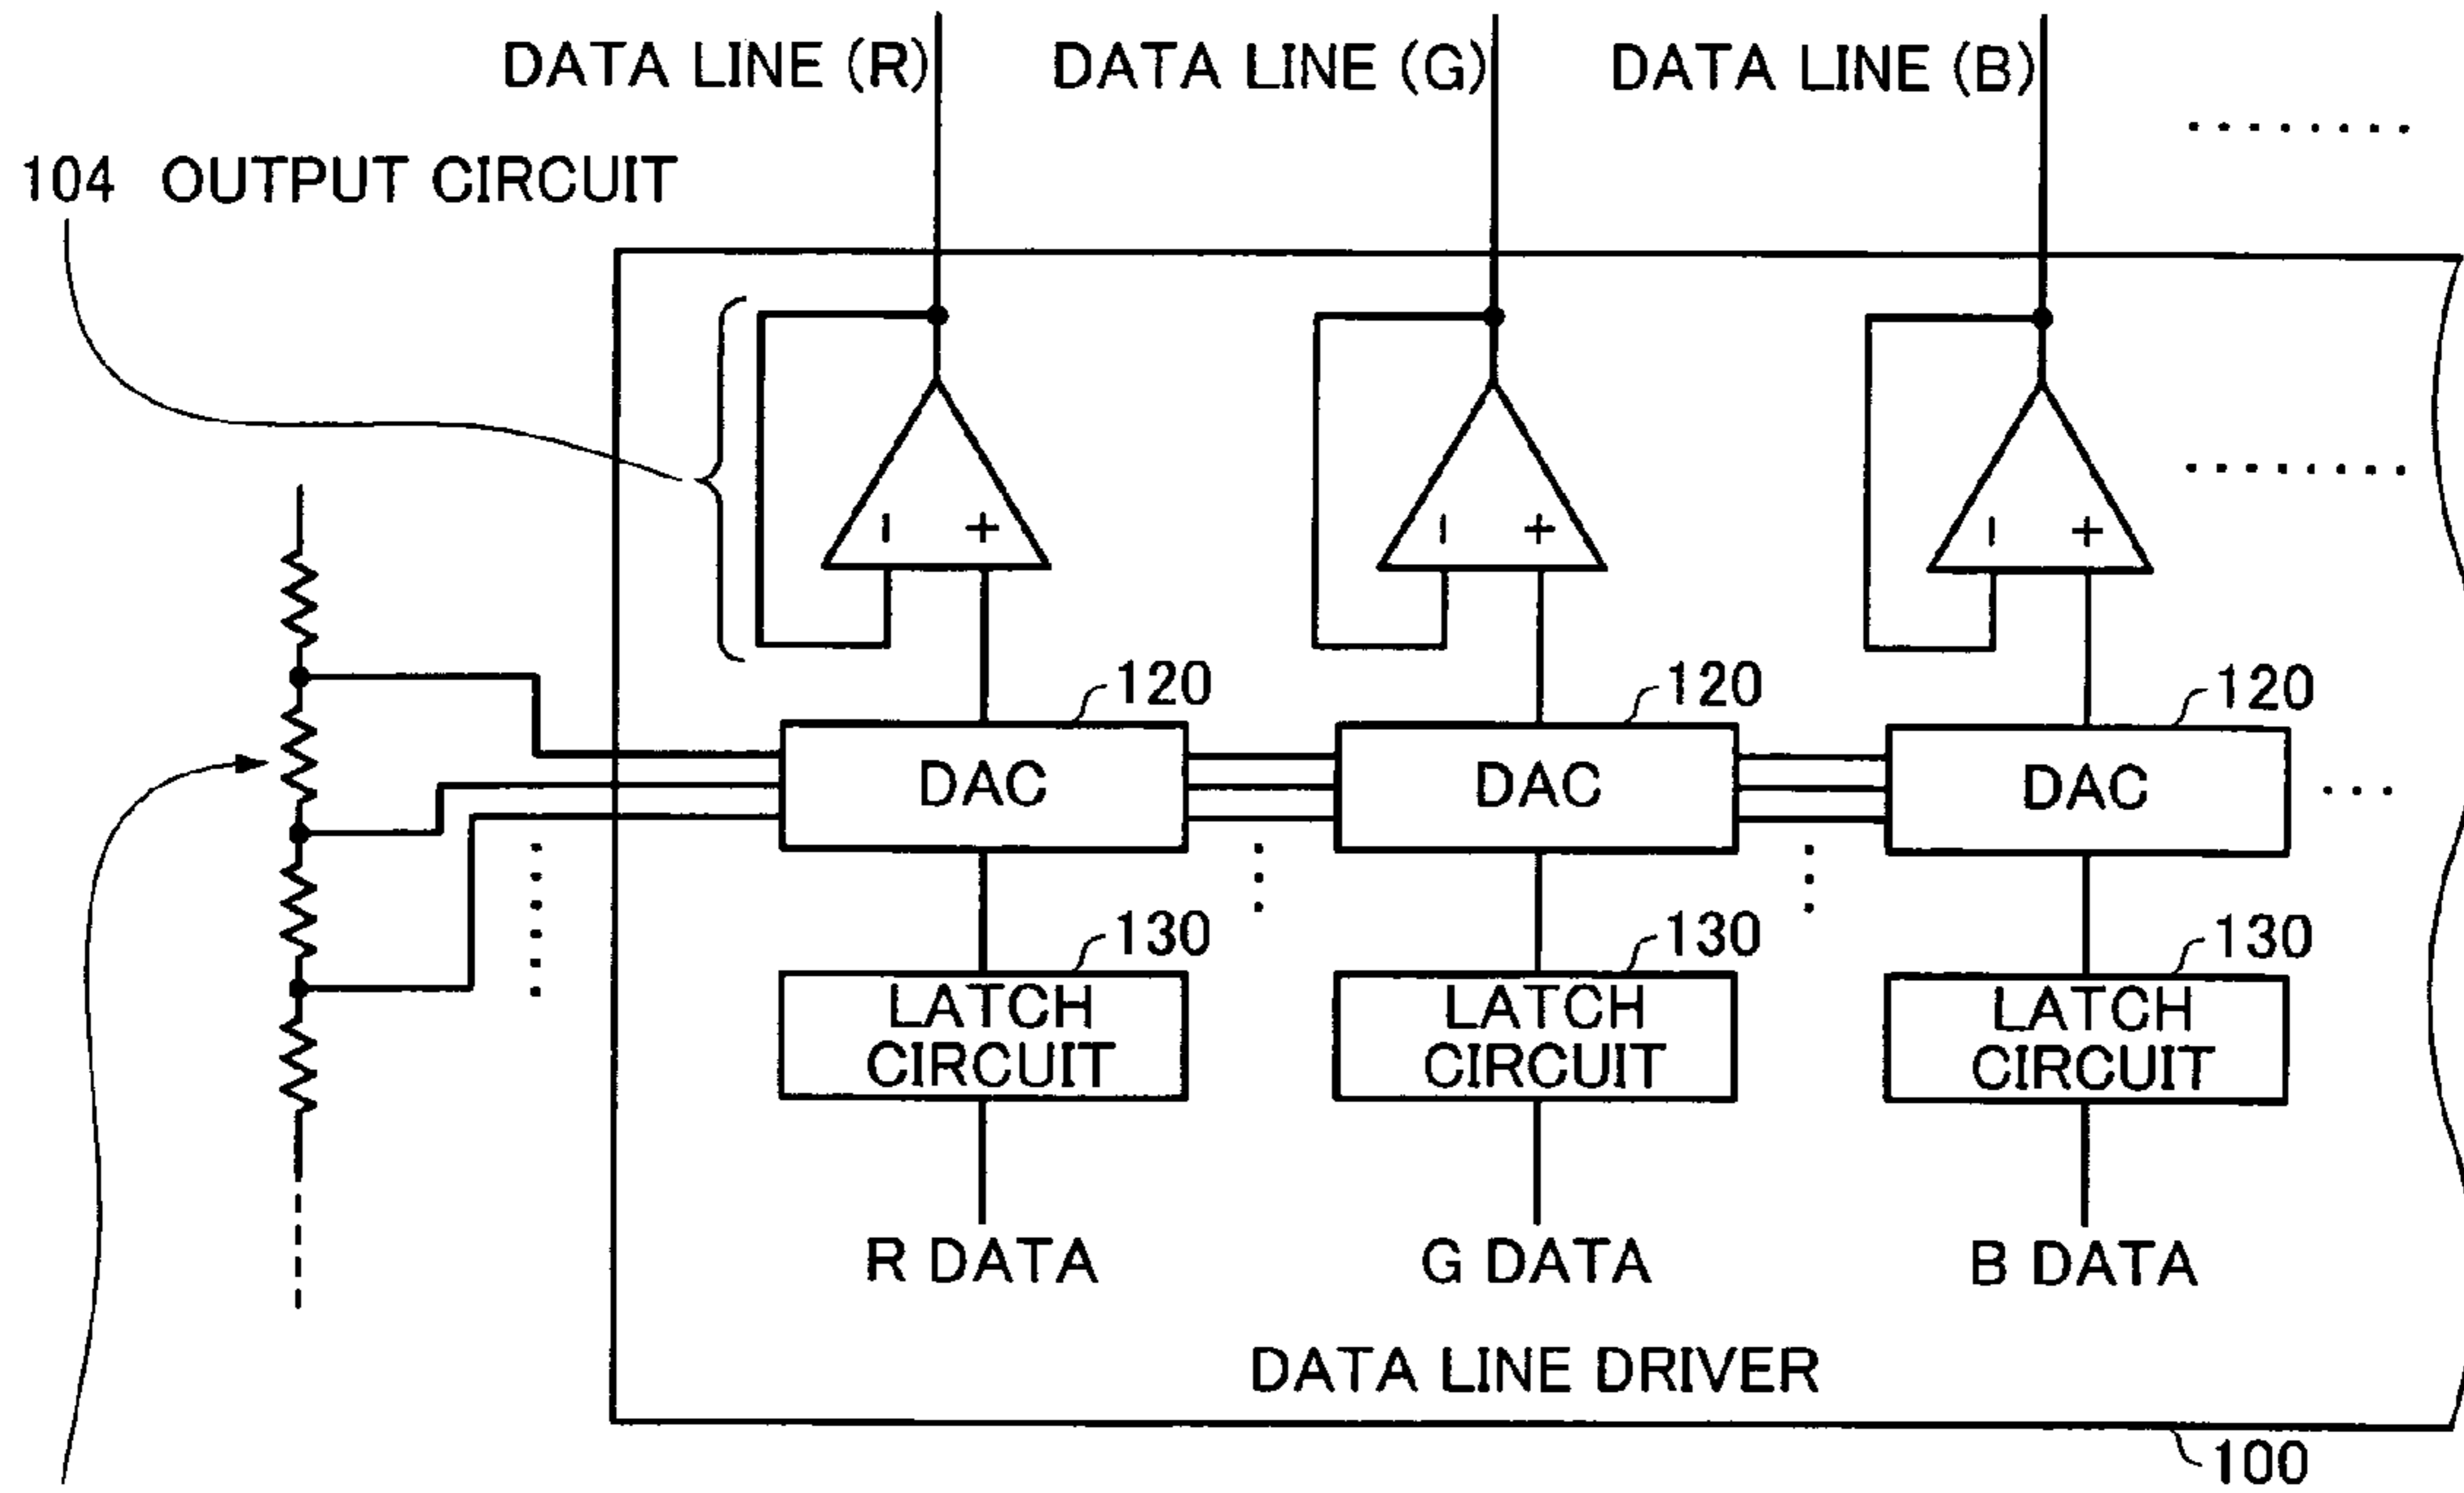 DATA LINE (R) DATA LINE (G) DATA LINE (B) ........
104 OUTPUT CIRCUIT
........
− + − + − +
120 120 120
DAC DAC DAC ...
130 130 130
LATCH CIRCUIT LATCH CIRCUIT LATCH CIRCUIT
R DATA G DATA B DATA
DATA LINE DRIVER
100